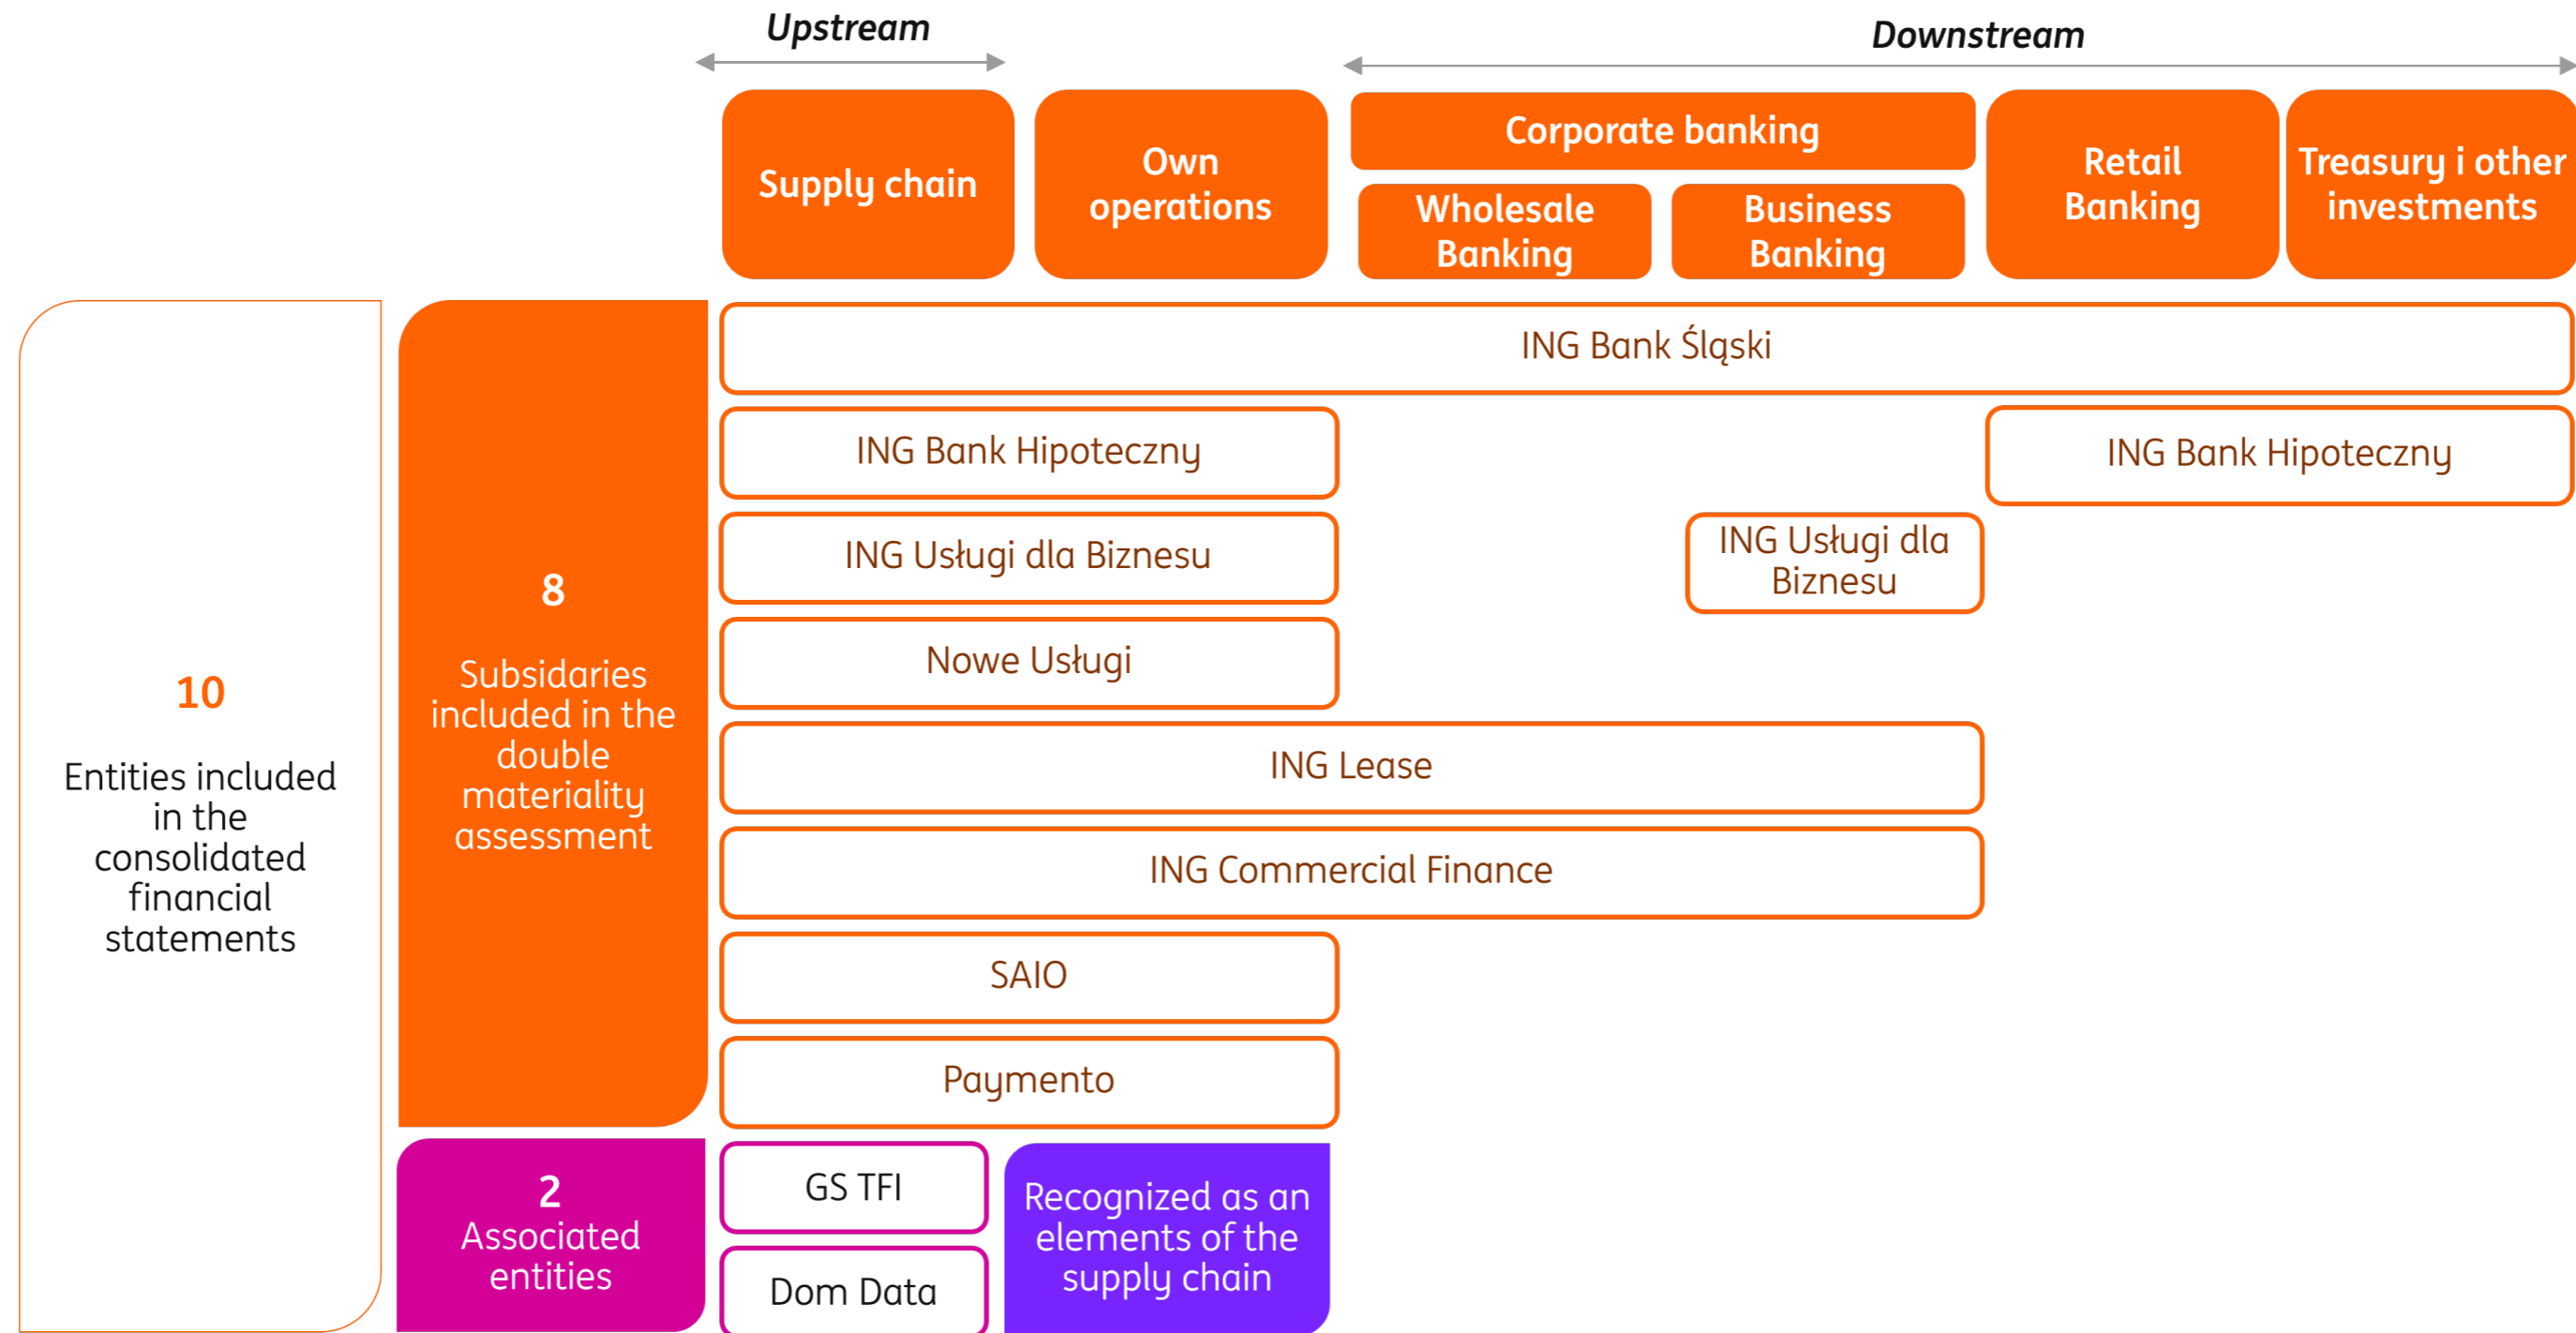 Upstream
Downstream
Supply chain
Own
operations
Corporate banking
Wholesale
Banking
Business
Banking
Retail
Banking
Treasury i other
investments
10
Entities included
in the
consolidated
financial
statements
8
Subsidaries
included in the
double
materiality
assessment
ING Bank Śląski
ING Bank Hipoteczny
ING Bank Hipoteczny
ING Usługi dla Biznesu
ING Usługi dla
Biznesu
Nowe Usługi
ING Lease
ING Commercial Finance
SAIO
Paymento
2
Associated
entities
GS TFI
Dom Data
Recognized as an
elements of the
supply chain